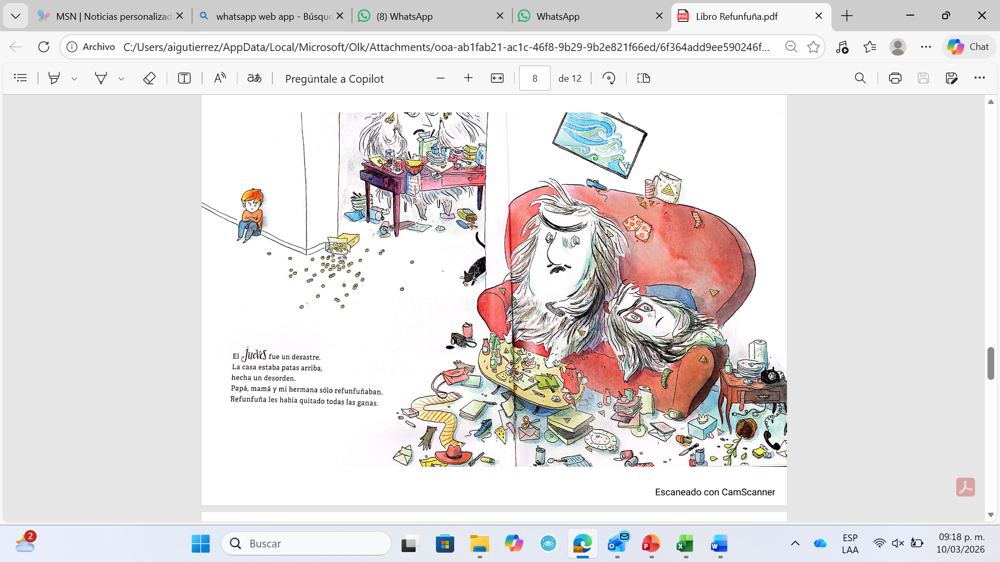 MSN | Noticias personalizad
whatsapp web app - Búsque
(8) WhatsApp
WhatsApp
Libro Refunfuña.pdf
Archivo
C:/Users/aigutierrez/AppData/Local/Microsoft/Olk/Attachments/ooa-ab1fab21-ac1c-46f8-9b29-9b2e821f66ed/6f364add9ee590246f...
Chat
aあ
Pregúntale a Copilot
8
de 12
El jueves fue un desastre.
La casa estaba patas arriba,
hecha un desorden.
Papá, mamá y mi hermana sólo refunfuñaban.
Refunfuña les había quitado todas las ganas.
Escaneado con CamScanner
2
Buscar
ESP
LAA
09:18 p. m.
10/03/2026